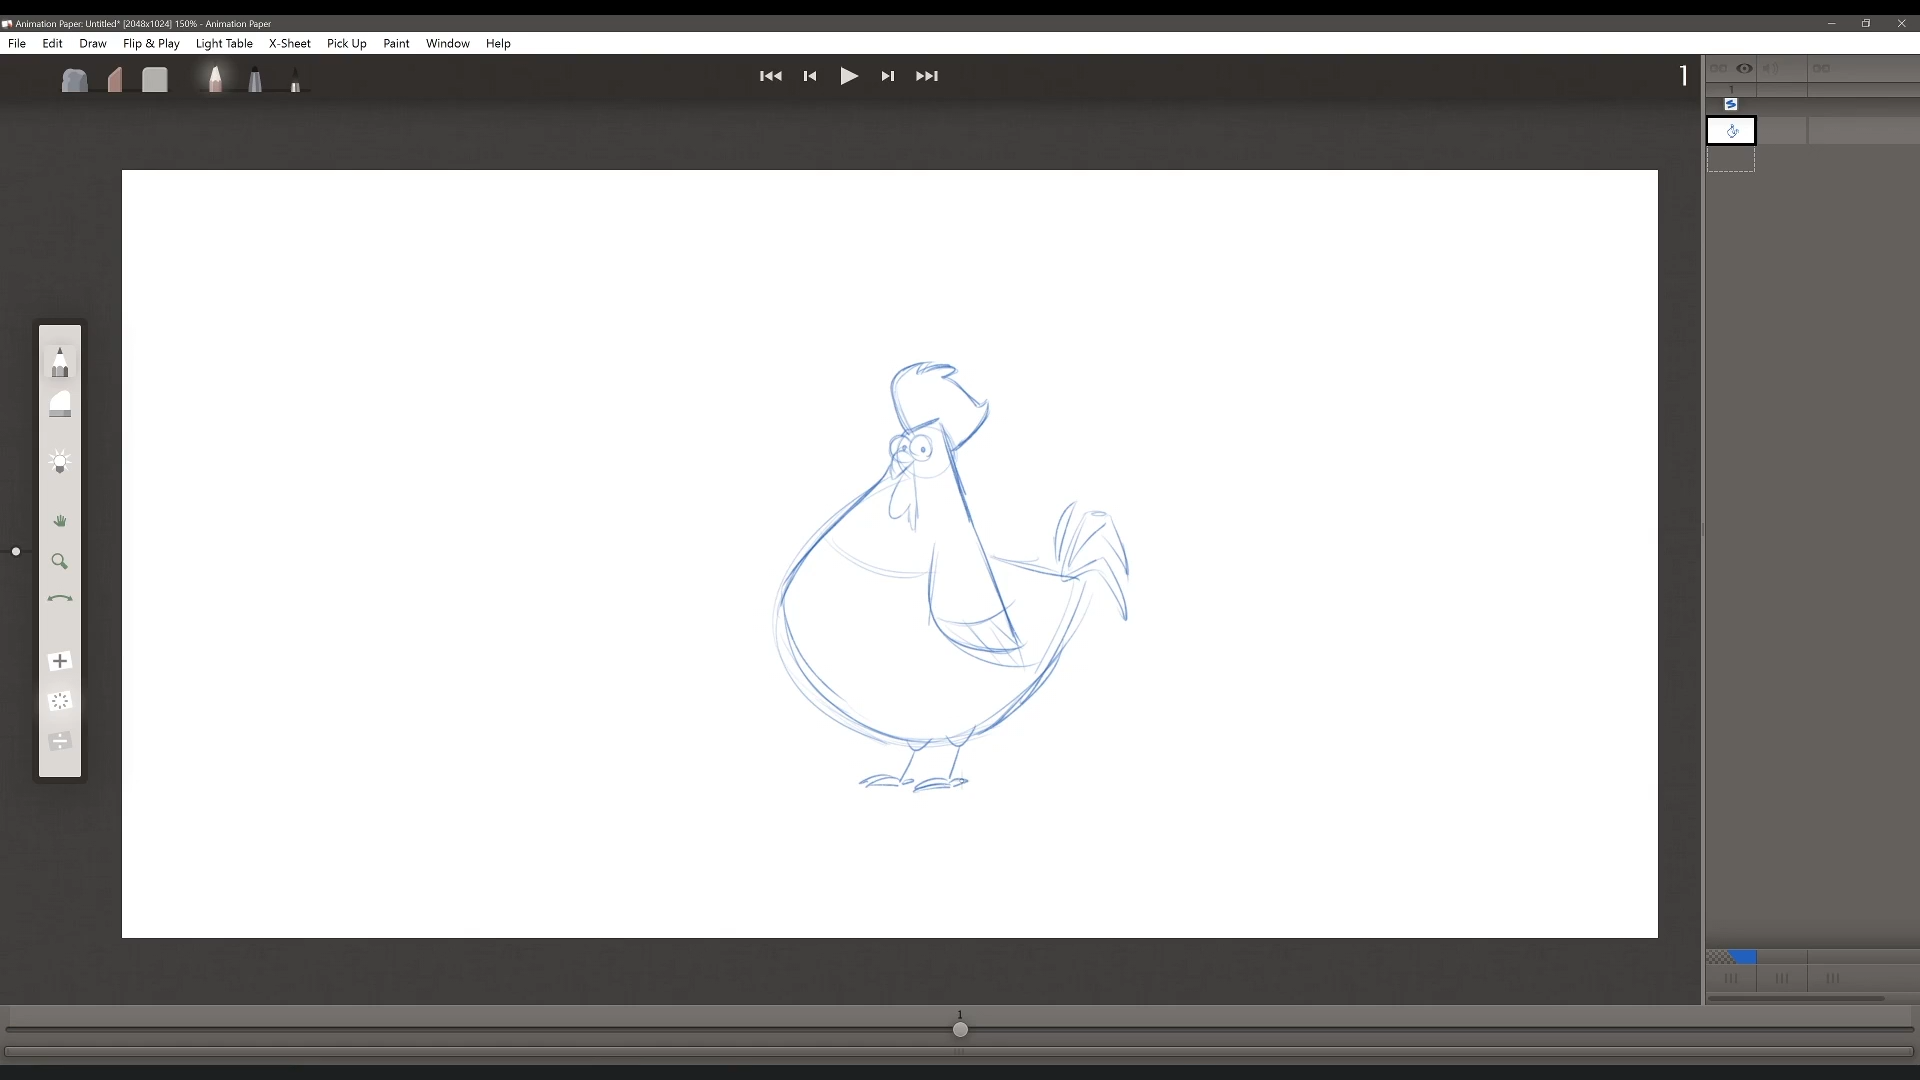 Animation Paper: Untitled* [2048x1024] 150% - Animation Paper
File Edit Draw Flip & Play Light Table X-Sheet Pick Up Paint Window Help
1
1
1